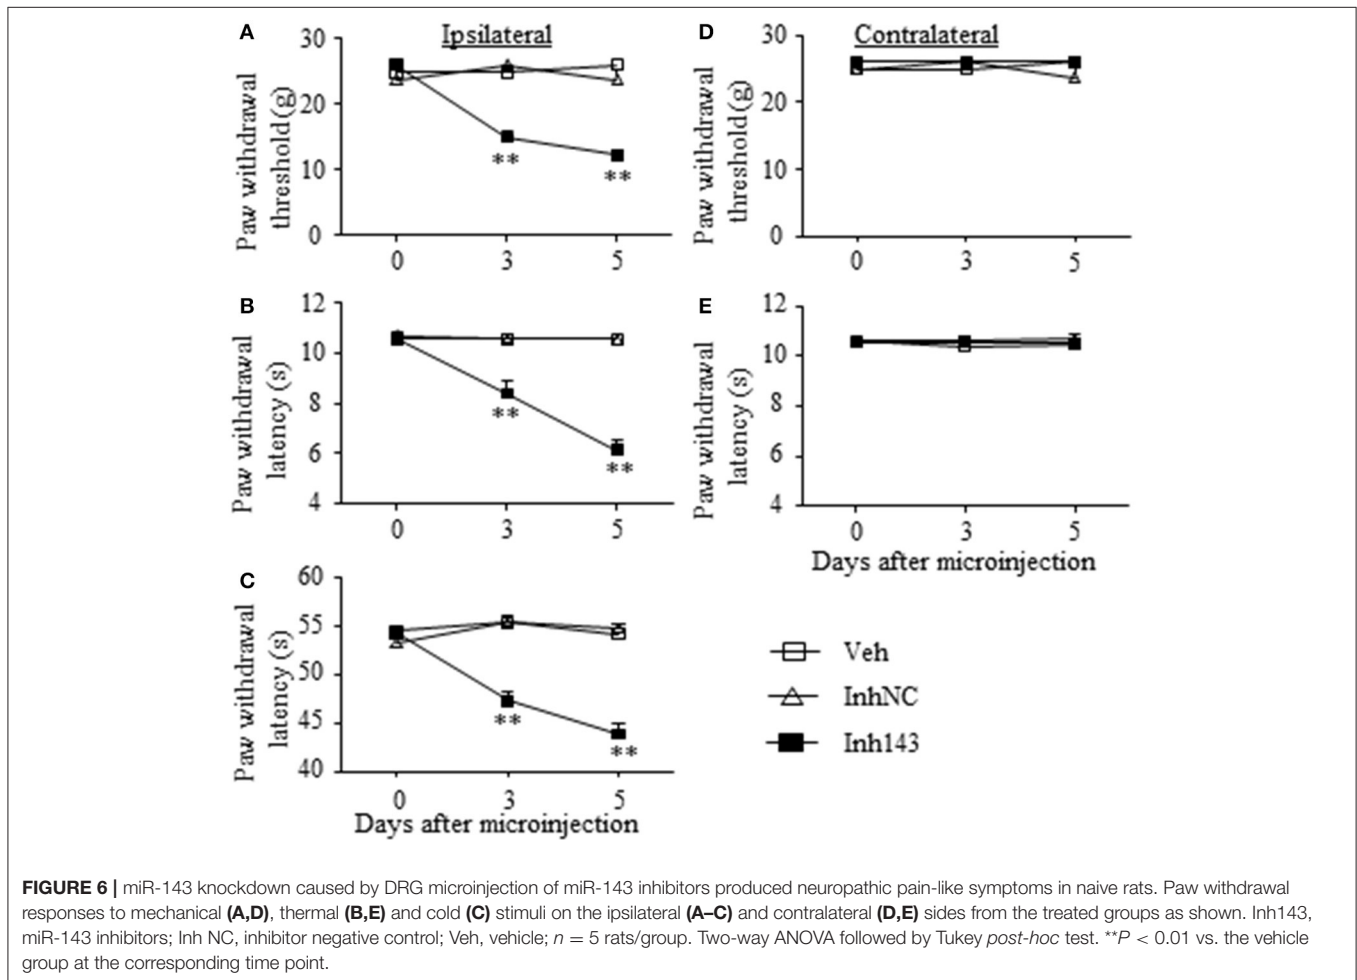 A
Ipsilateral
Paw withdrawal
threshold (g)
30
20
10
0
**
**
0 3 5
D
Contralateral
Paw withdrawal
threshold (g)
30
20
10
0
0 3 5
B
Paw withdrawal
latency (s)
12
10
8
6
4
**
**
0 3 5
E
Paw withdrawal
latency (s)
12
10
8
6
4
0 3 5
Days after microinjection
C
Paw withdrawal
latency (s)
60
55
50
45
40
**
**
0 3 5
Days after microinjection
Veh
InhNC
Inh143
FIGURE 6 | miR-143 knockdown caused by DRG microinjection of miR-143 inhibitors produced neuropathic pain-like symptoms in naive rats. Paw withdrawal
responses to mechanical (A,D), thermal (B,E) and cold (C) stimuli on the ipsilateral (A–C) and contralateral (D,E) sides from the treated groups as shown. Inh143,
miR-143 inhibitors; Inh NC, inhibitor negative control; Veh, vehicle; n = 5 rats/group. Two-way ANOVA followed by Tukey post-hoc test. **P < 0.01 vs. the vehicle
group at the corresponding time point.